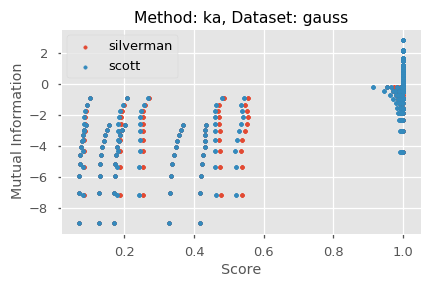 Method: ka, Dataset: gauss
silverman
scott
Mutual Information
2
0
−2
−4
−6
−8
0.2 0.4 0.6 0.8 1.0
Score